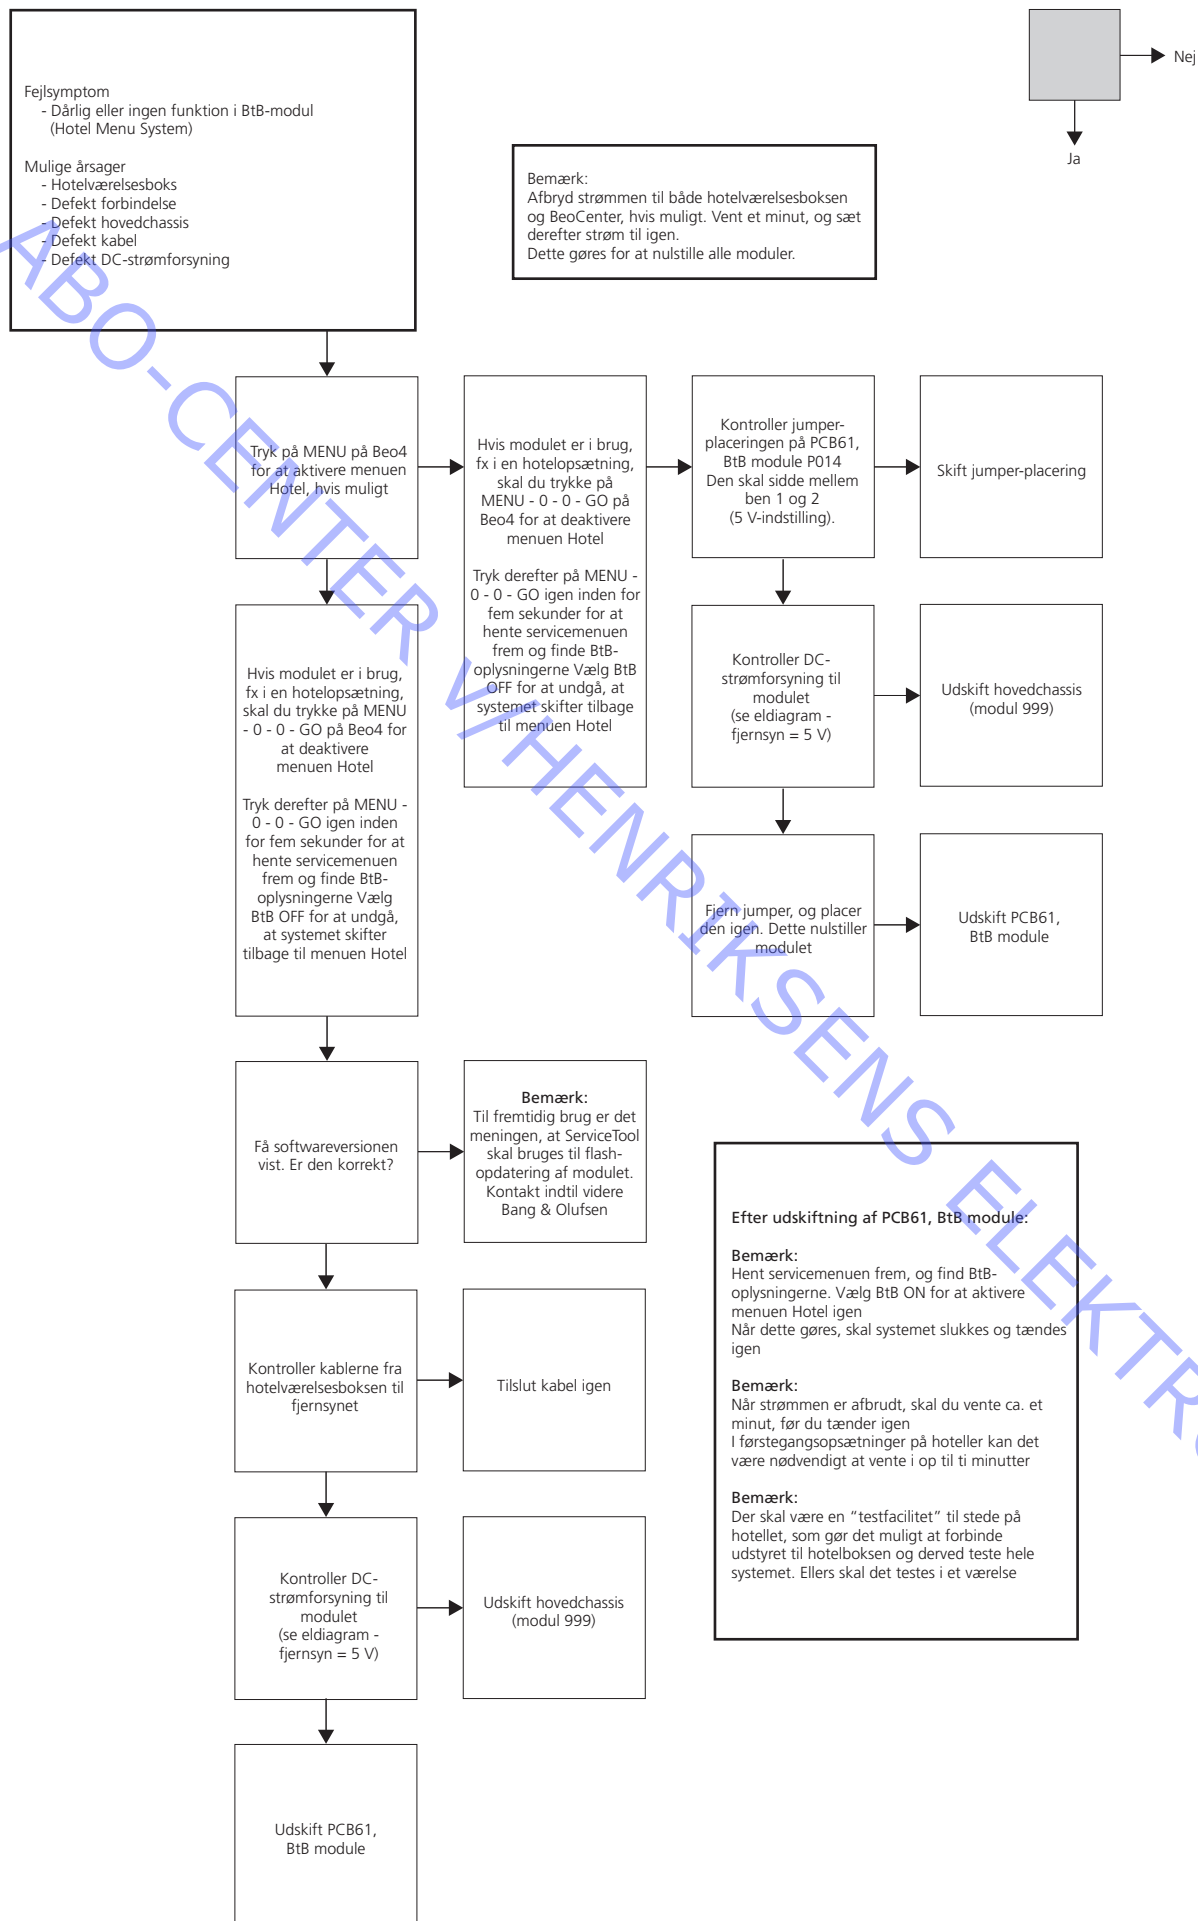 Fejlsymptom
- Dårlig eller ingen funktion i BtB-modul
(Hotel Menu System)
Mulige årsager
- Hotelværelsesboks
- Defekt forbindelse
- Defekt hovedchassis
- Defekt kabel
- Defekt DC-strømforsyning
Nej
Ja
Bemærk:
Afbryd strømmen til både hotelværelsesboksen
og BeoCenter, hvis muligt. Vent et minut, og sæt
derefter strøm til igen.
Dette gøres for at nulstille alle moduler.
Tryk på MENU på Beo4
for at aktivere menuen
Hotel, hvis muligt
Hvis modulet er i brug,
fx i en hotelopsætning,
skal du trykke på
MENU - 0 - 0 - GO på
Beo4 for at deaktivere
menuen Hotel
Tryk derefter på MENU -
0 - 0 - GO igen inden for
fem sekunder for at
hente servicemenuen
frem og finde BtB-
oplysningerne Vælg BtB
OFF for at undgå, at
systemet skifter tilbage
til menuen Hotel
Kontroller jumper-
placeringen på PCB61,
BtB module P014
Den skal sidde mellem
ben 1 og 2
(5 V-indstilling).
Skift jumper-placering
Hvis modulet er i brug,
fx i en hotelopsætning,
skal du trykke på MENU
- 0 - 0 - GO på Beo4 for
at deaktivere
menuen Hotel
Tryk derefter på MENU -
0 - 0 - GO igen inden
for fem sekunder for at
hente servicemenuen
frem og finde BtB-
oplysningerne Vælg
BtB OFF for at undgå,
at systemet skifter
tilbage til menuen Hotel
Kontroller DC-
strømforsyning til
modulet
(se eldiagram -
fjernsyn = 5 V)
Udskift hovedchassis
(modul 999)
Fjern jumper, og placer
den igen. Dette nulstiller
modulet
Udskift PCB61,
BtB module
Få softwareversionen
vist. Er den korrekt?
Bemærk:
Til fremtidig brug er det
meningen, at ServiceTool
skal bruges til flash-
opdatering af modulet.
Kontakt indtil videre
Bang & Olufsen
Kontroller kablerne fra
hotelværelsesboksen til
fjernsynet
Tilslut kabel igen
Kontroller DC-
strømforsyning til
modulet
(se eldiagram -
fjernsyn = 5 V)
Udskift hovedchassis
(modul 999)
Udskift PCB61,
BtB module
Efter udskiftning af PCB61, BtB module:
Bemærk:
Hent servicemenuen frem, og find BtB-
oplysningerne. Vælg BtB ON for at aktivere
menuen Hotel igen
Når dette gøres, skal systemet slukkes og tændes
igen
Bemærk:
Når strømmen er afbrudt, skal du vente ca. et
minut, før du tænder igen
I førstegangsopsætninger på hoteller kan det
være nødvendigt at vente i op til ti minutter
Bemærk:
Der skal være en "testfacilitet" til stede på
hotellet, som gør det muligt at forbinde
udstyret til hotelboksen og derved teste hele
systemet. Ellers skal det testes i et værelse
ABO-CENTER V/HENRIKSENS ELEKTR